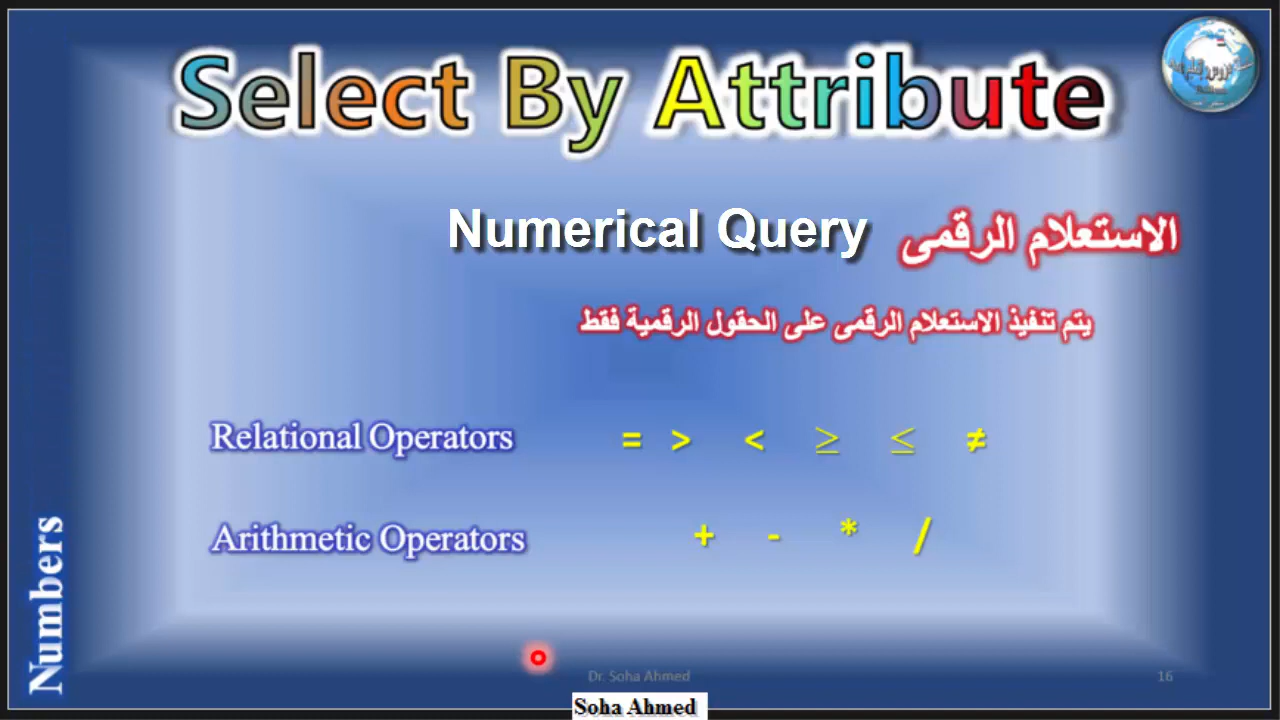 Select By Attribute
Numerical Query الاستعلام الرقمى
يتم تنفيذ الاستعلام الرقمى على الحقول الرقمية فقط
Relational Operators = > < ≥ ≤ ≠
Arithmetic Operators + - * /
Numbers
Dr. Soha Ahmed 16
Soha Ahmed